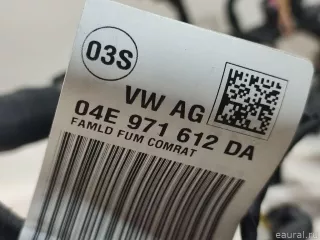 03S
VW AG
04E 971 612 DA
FAMLD FUM COMRAT
eaural.ru